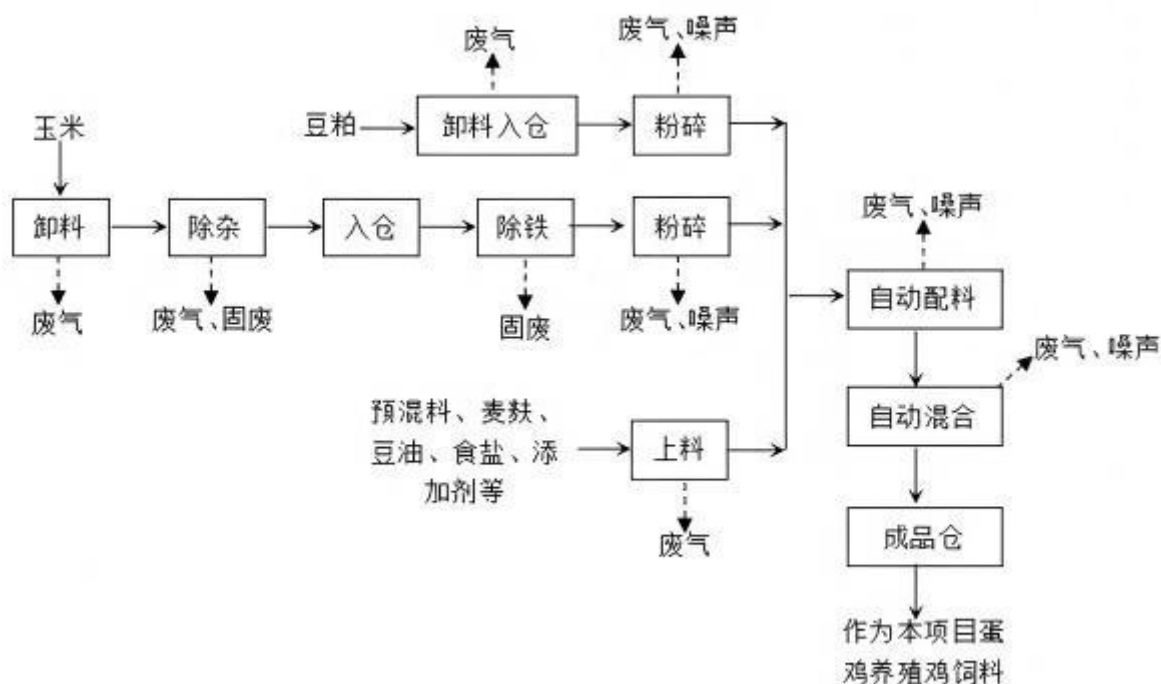 废气
废气、噪声
玉米
豆粕
卸料入仓
粉碎
卸料
除杂
入仓
除铁
粉碎
废气、噪声
废气
废气、固废
固废
废气、噪声
自动配料
废气、噪声
预混料、麦麸、
豆油、食盐、添
加剂等
上料
自动混合
废气
成品仓
作为本项目蛋
鸡养殖鸡饲料